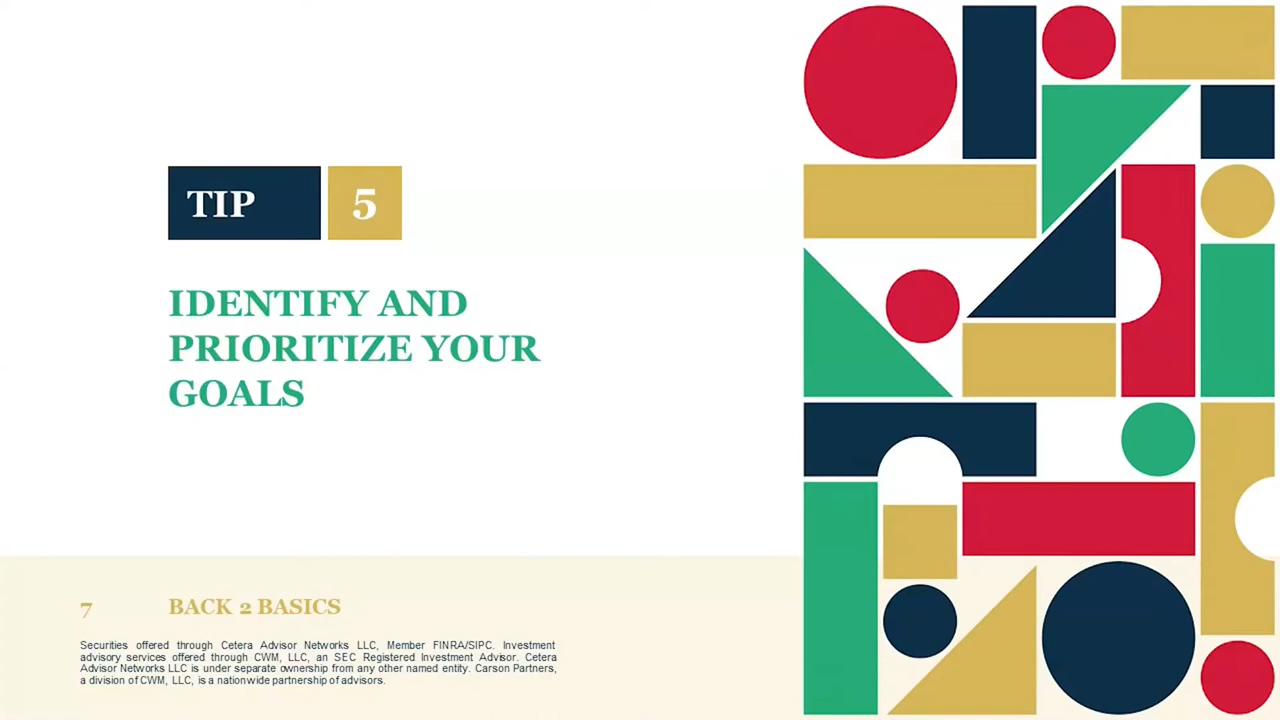 TIP 5
IDENTIFY AND
PRIORITIZE YOUR
GOALS
7 BACK 2 BASICS
Securities offered through Cetera Advisor Networks LLC, Member FINRA/SIPC. Investment
advisory services offered through CWM, LLC, an SEC Registered Investment Advisor. Cetera
Advisor Networks LLC is under separate ownership from any other named entity. Carson Partners,
a division of CWM, LLC, is a nationwide partnership of advisors.